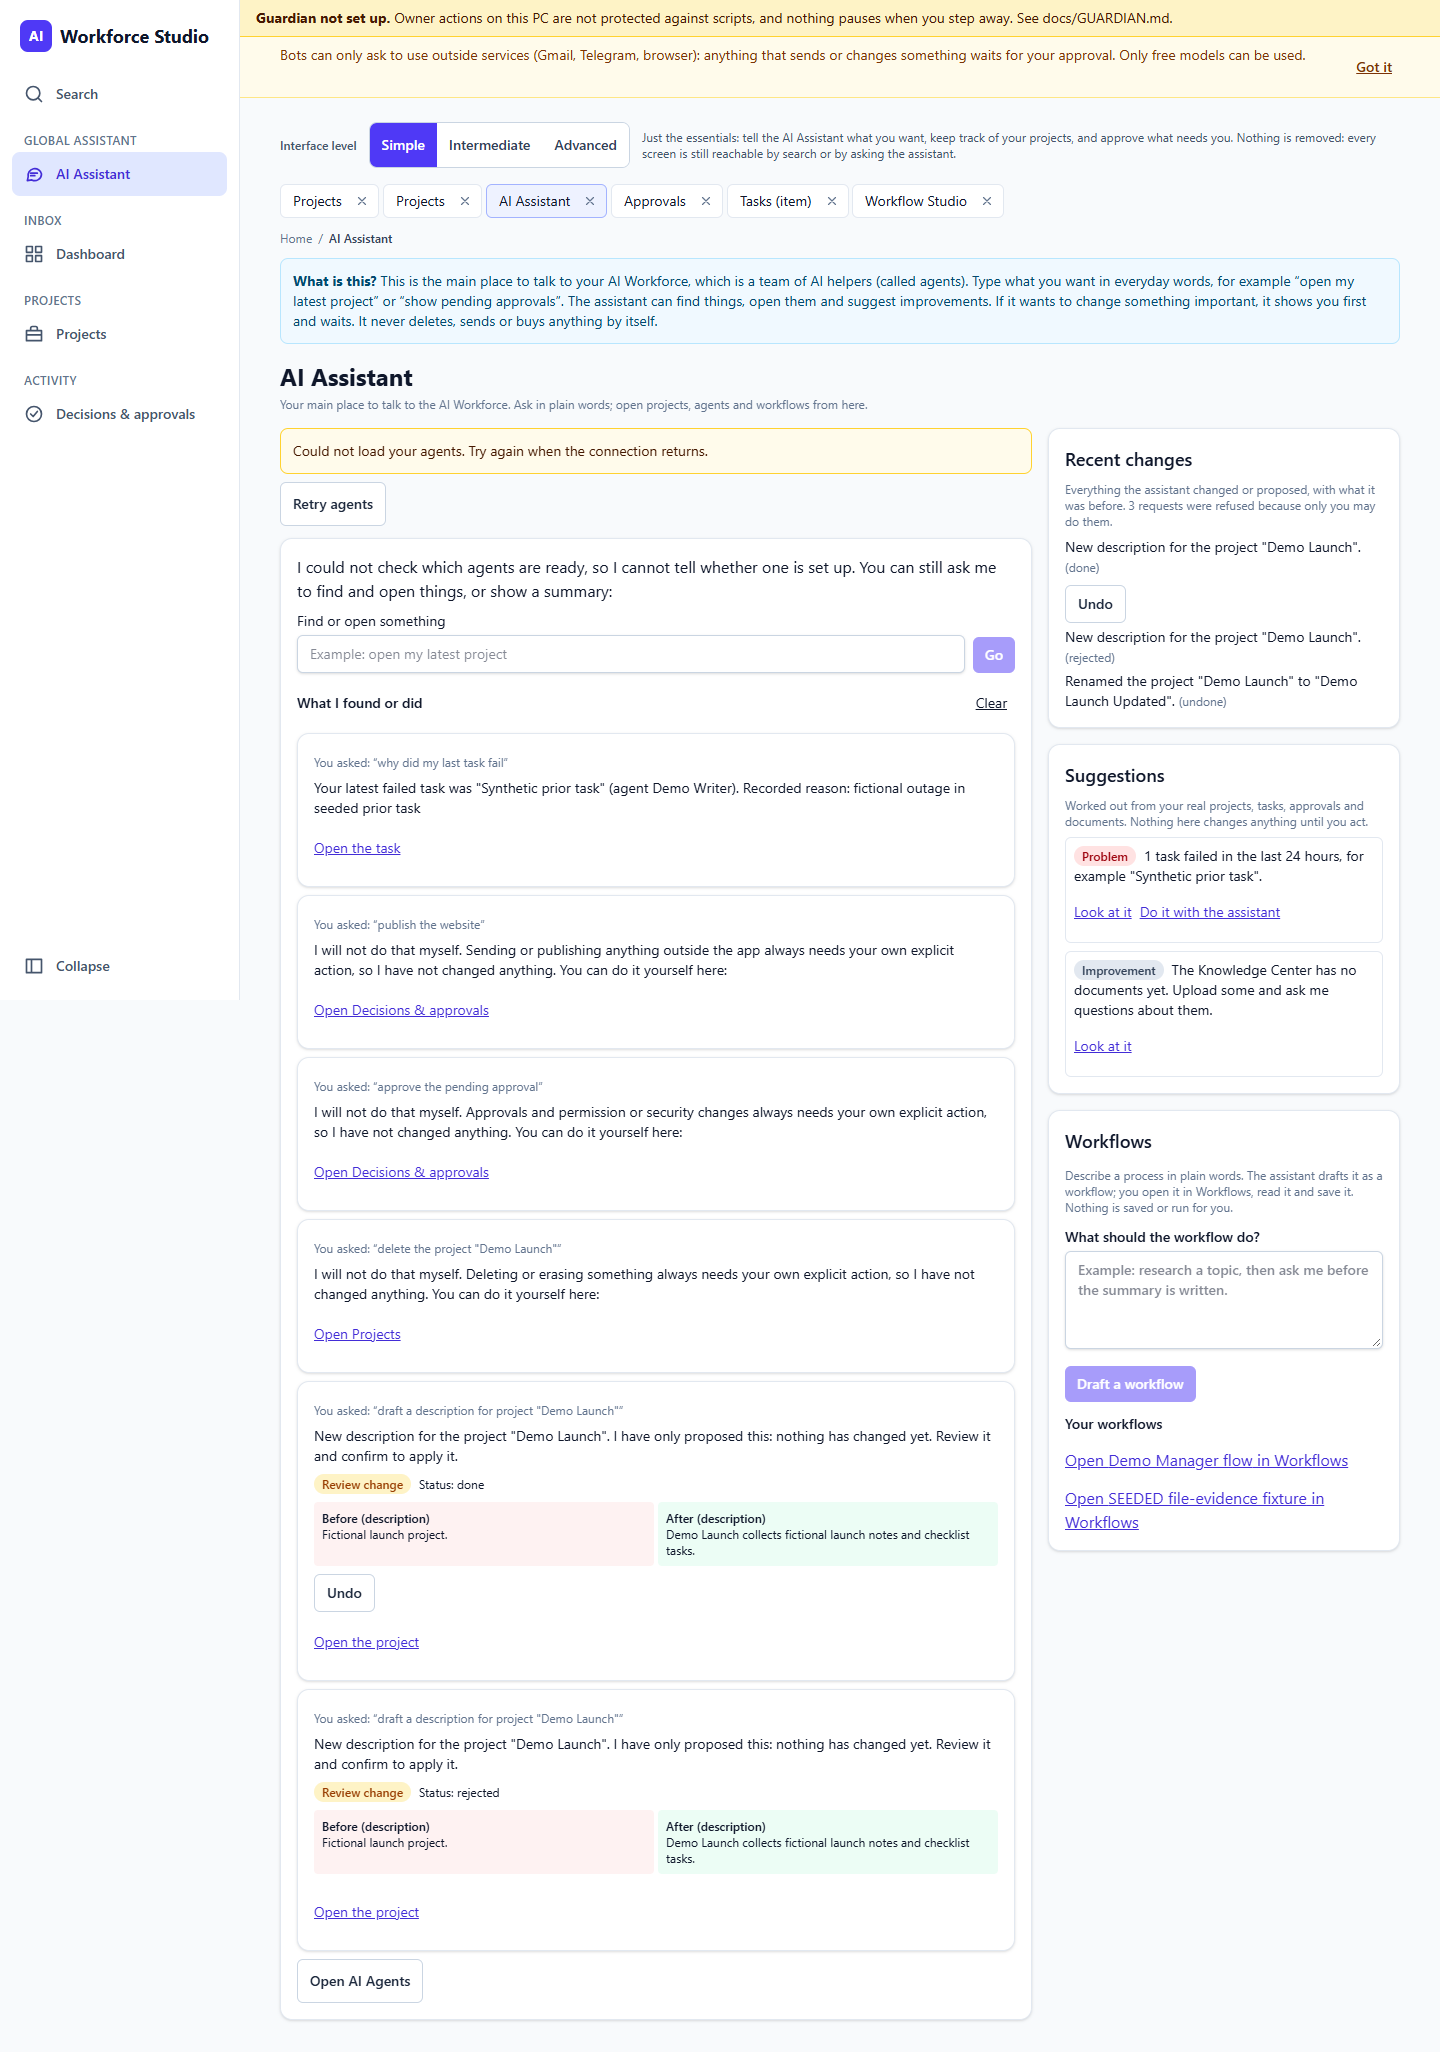 AI Workforce Studio
Search
GLOBAL ASSISTANT
AI Assistant
INBOX
Dashboard
PROJECTS
Projects
ACTIVITY
Decisions & approvals
Collapse
Guardian not set up. Owner actions on this PC are not protected against scripts, and nothing pauses when you step away. See docs/GUARDIAN.md.
Bots can only ask to use outside services (Gmail, Telegram, browser): anything that sends or changes something waits for your approval. Only free models can be used.
Got it
Interface level
Simple Intermediate Advanced
Just the essentials: tell the AI Assistant what you want, keep track of your projects, and approve what needs you. Nothing is removed: every
screen is still reachable by search or by asking the assistant.
Projects × Projects × AI Assistant × Approvals × Tasks (item) × Workflow Studio ×
Home / AI Assistant
What is this? This is the main place to talk to your AI Workforce, which is a team of AI helpers (called agents). Type what you want in everyday words, for example “open my
latest project” or “show pending approvals”. The assistant can find things, open them and suggest improvements. If it wants to change something important, it shows you first
and waits. It never deletes, sends or buys anything by itself.
AI Assistant
Your main place to talk to the AI Workforce. Ask in plain words; open projects, agents and workflows from here.
Could not load your agents. Try again when the connection returns.
Retry agents
I could not check which agents are ready, so I cannot tell whether one is set up. You can still ask me
to find and open things, or show a summary:
Find or open something
Example: open my latest project
Go
What I found or did
Clear
You asked: “why did my last task fail”
Your latest failed task was "Synthetic prior task" (agent Demo Writer). Recorded reason: fictional outage in
seeded prior task
Open the task
You asked: “publish the website”
I will not do that myself. Sending or publishing anything outside the app always needs your own explicit
action, so I have not changed anything. You can do it yourself here:
Open Decisions & approvals
You asked: “approve the pending approval”
I will not do that myself. Approvals and permission or security changes always needs your own explicit action,
so I have not changed anything. You can do it yourself here:
Open Decisions & approvals
You asked: “delete the project "Demo Launch"”
I will not do that myself. Deleting or erasing something always needs your own explicit action, so I have not
changed anything. You can do it yourself here:
Open Projects
You asked: “draft a description for project "Demo Launch"”
New description for the project "Demo Launch". I have only proposed this: nothing has changed yet. Review it
and confirm to apply it.
Review change Status: done
Before (description)
Fictional launch project.
After (description)
Demo Launch collects fictional launch notes and checklist
tasks.
Undo
Open the project
You asked: “draft a description for project "Demo Launch"”
New description for the project "Demo Launch". I have only proposed this: nothing has changed yet. Review it
and confirm to apply it.
Review change Status: rejected
Before (description)
Fictional launch project.
After (description)
Demo Launch collects fictional launch notes and checklist
tasks.
Open the project
Open AI Agents
Recent changes
Everything the assistant changed or proposed, with what it
was before. 3 requests were refused because only you may
do them.
New description for the project "Demo Launch".
(done)
Undo
New description for the project "Demo Launch".
(rejected)
Renamed the project "Demo Launch" to "Demo
Launch Updated". (undone)
Suggestions
Worked out from your real projects, tasks, approvals and
documents. Nothing here changes anything until you act.
Problem 1 task failed in the last 24 hours, for
example "Synthetic prior task".
Look at it Do it with the assistant
Improvement The Knowledge Center has no
documents yet. Upload some and ask me
questions about them.
Look at it
Workflows
Describe a process in plain words. The assistant drafts it as a
workflow; you open it in Workflows, read it and save it.
Nothing is saved or run for you.
What should the workflow do?
Example: research a topic, then ask me before
the summary is written.
Draft a workflow
Your workflows
Open Demo Manager flow in Workflows
Open SEEDED file-evidence fixture in
Workflows